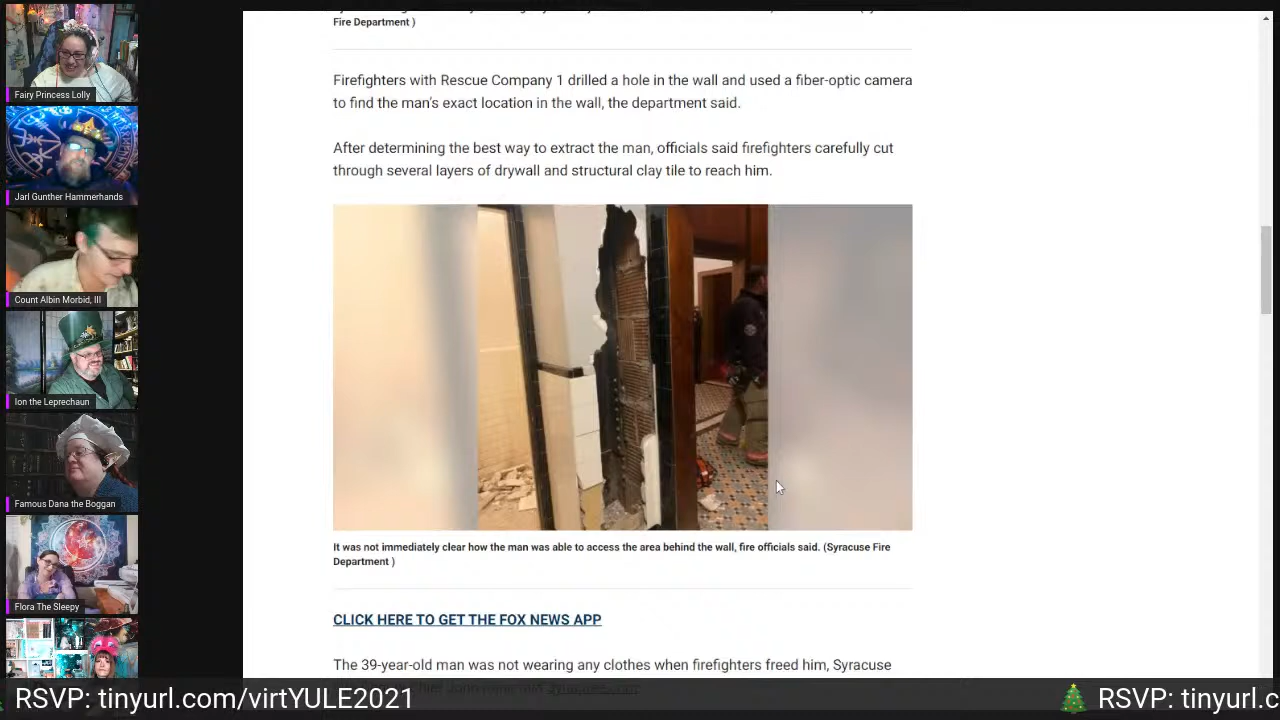 Fire Department )
Firefighters with Rescue Company 1 drilled a hole in the wall and used a fiber-optic camera
to find the man's exact location in the wall, the department said.
After determining the best way to extract the man, officials said firefighters carefully cut
through several layers of drywall and structural clay tile to reach him.
It was not immediately clear how the man was able to access the area behind the wall, fire officials said. (Syracuse Fire
Department )
CLICK HERE TO GET THE FOX NEWS APP
The 39-year-old man was not wearing any clothes when firefighters freed him, Syracuse
Fairy Princess Lolly
Jarl Gunther Hammerhands
Count Albin Morbid, III
Ion the Leprechaun
Famous Dana the Boggan
Flora The Sleepy
RSVP: tinyurl.com/virtYULE2021
RSVP: tinyurl.c